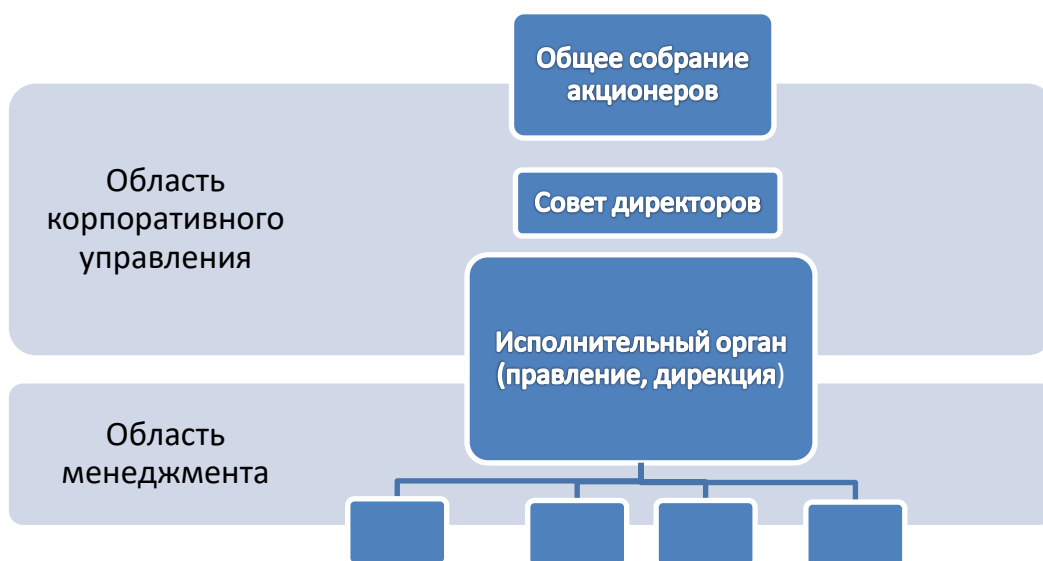 Общее собрание
акционеров
Область
корпоративного
управления
Совет директоров
Исполнительный орган
(правление, дирекция)
Область
менеджмента